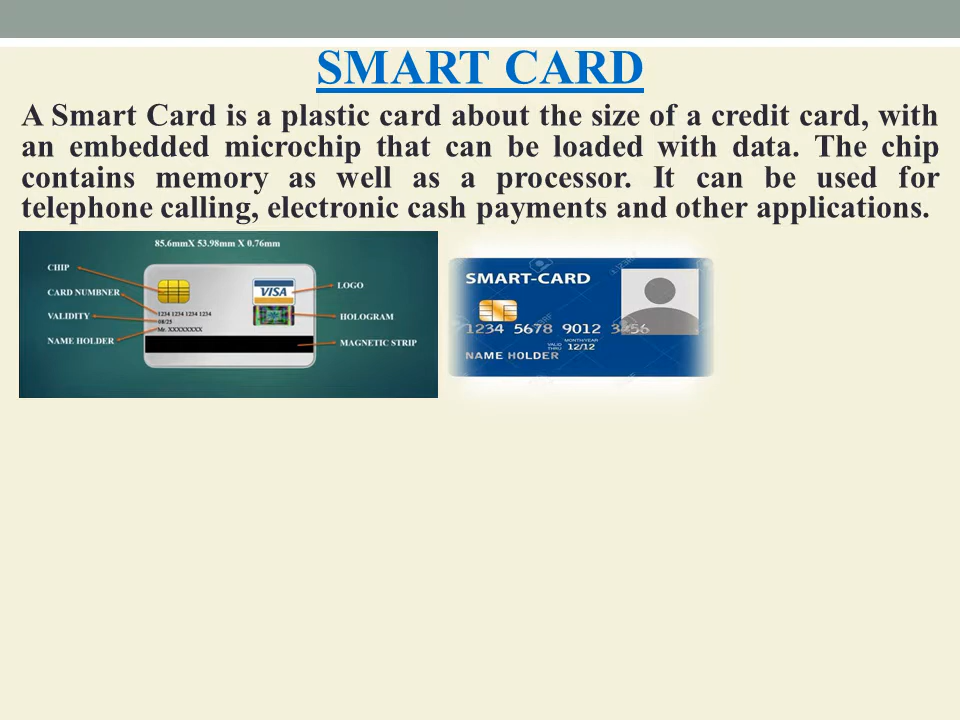 SMART CARD
A Smart Card is a plastic card about the size of a credit card, with
an embedded microchip that can be loaded with data. The chip
contains memory as well as a processor. It can be used for
telephone calling, electronic cash payments and other applications.
85.6mmX 53.98mm X 0.76mm
CHIP
CARD NUMBNER
VALIDITY
NAME HOLDER
1234 1234 1234 1234
08/25
Mr. XXXXXXXX
VISA
LOGO
HOLOGRAM
MAGNETIC STRIP
SMART-CARD
1234 5678 9012 3456
MONTH/YEAR
VALID
THRU
12/12
NAME HOLDER